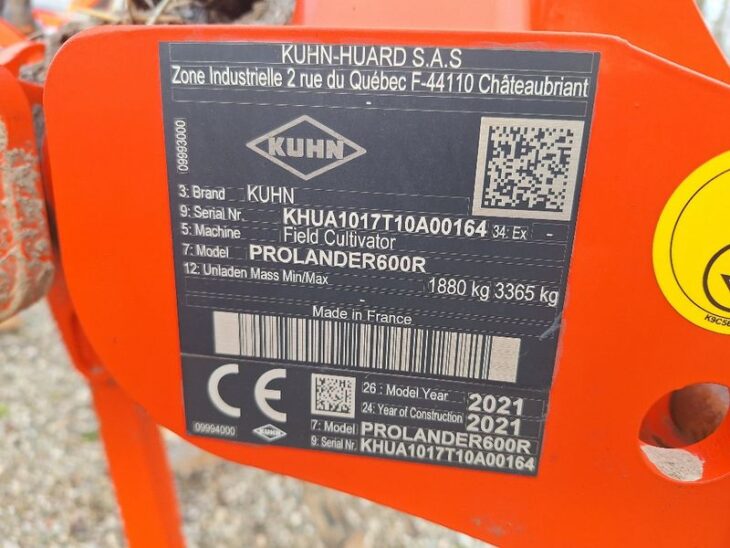 KUHN-HUARD S.A.S
Zone Industrielle 2 rue du Québec F-44110 Châteaubriant
09993000
KUHN
3: Brand KUHN
9: Serial Nr. KHUA1017T10A00164 34: Ex -
5: Machine Field Cultivator
7: Model PROLANDER600R
12: Unladen Mass Min/Max 1880 kg 3365 kg
-
Made in France
CE
26: Model Year 2021
24: Year of Construction 2021
09994000
KUHN
7: Model PROLANDER600R
9: Serial Nr. KHUA1017T10A00164